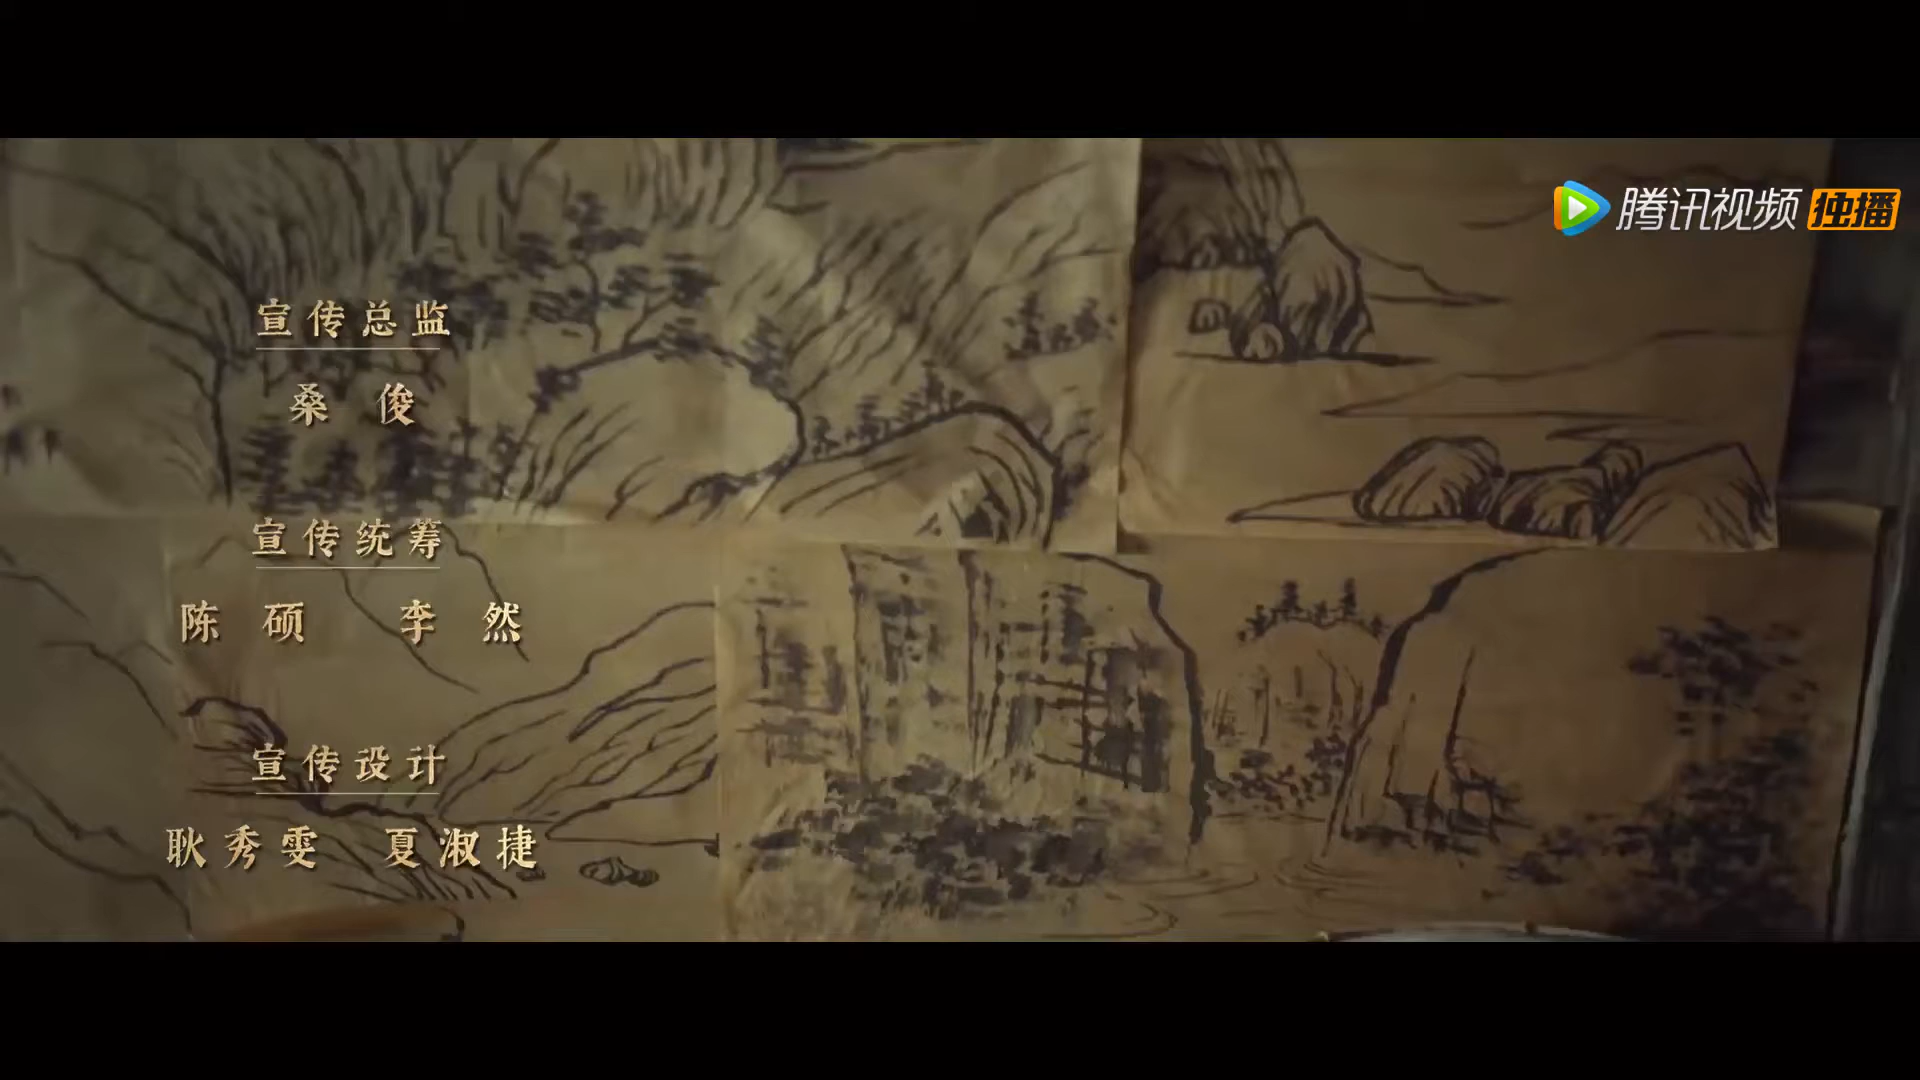 腾讯视频 独播
宣传总监
桑 俊
宣传统筹
陈 硕 李 然
宣传设计
耿秀雯 夏淑捷